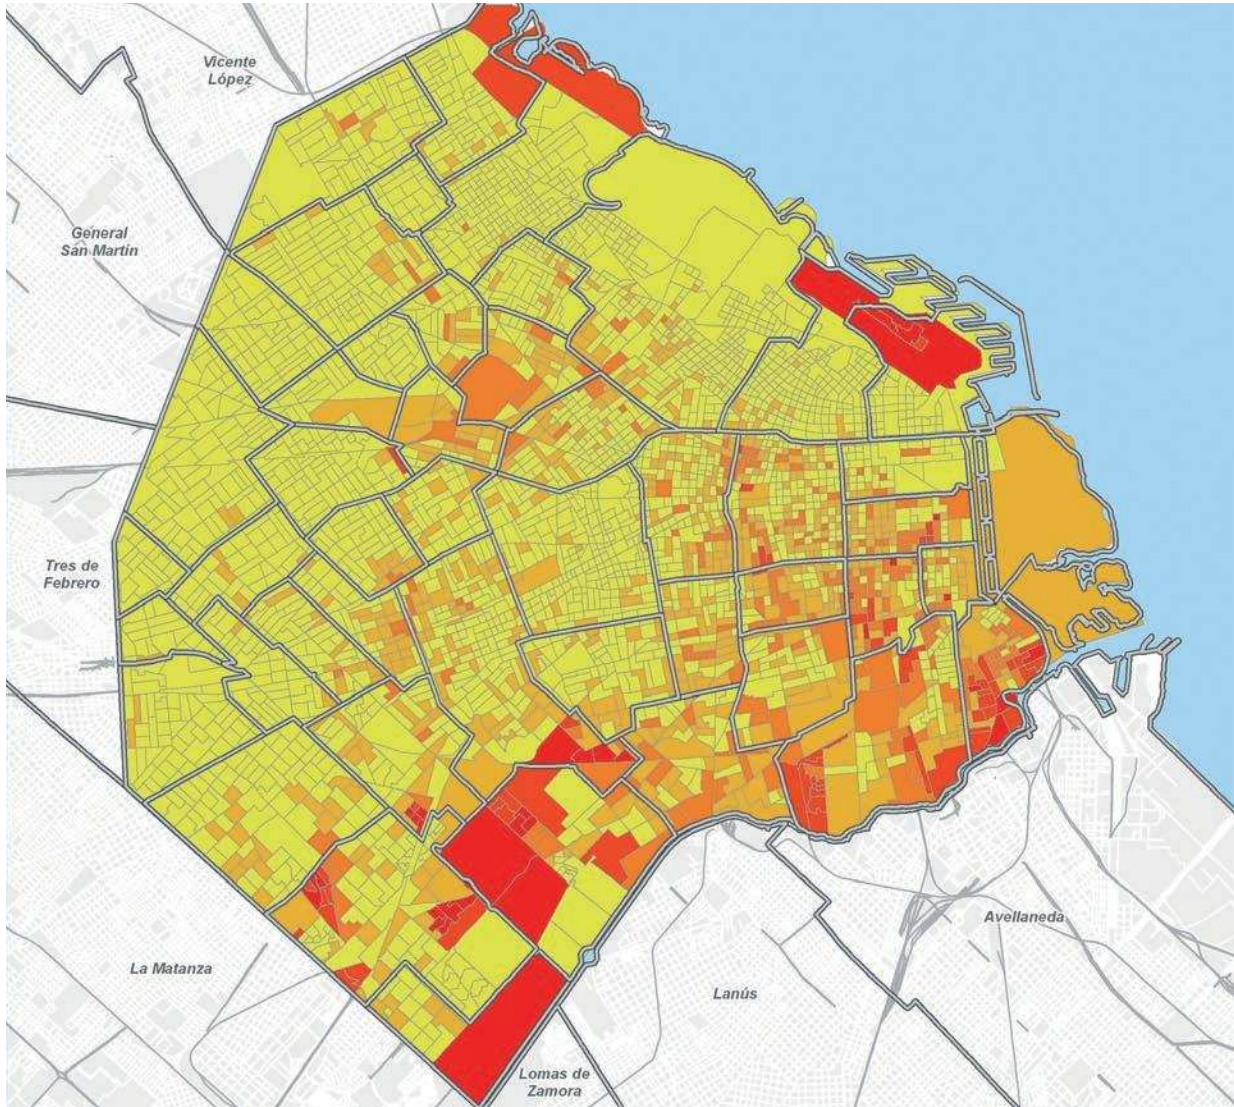 Vicente
López
General
San Martín
Tres de
Febrero
La Matanza
Avellaneda
Lanús
Lomas de
Zamora